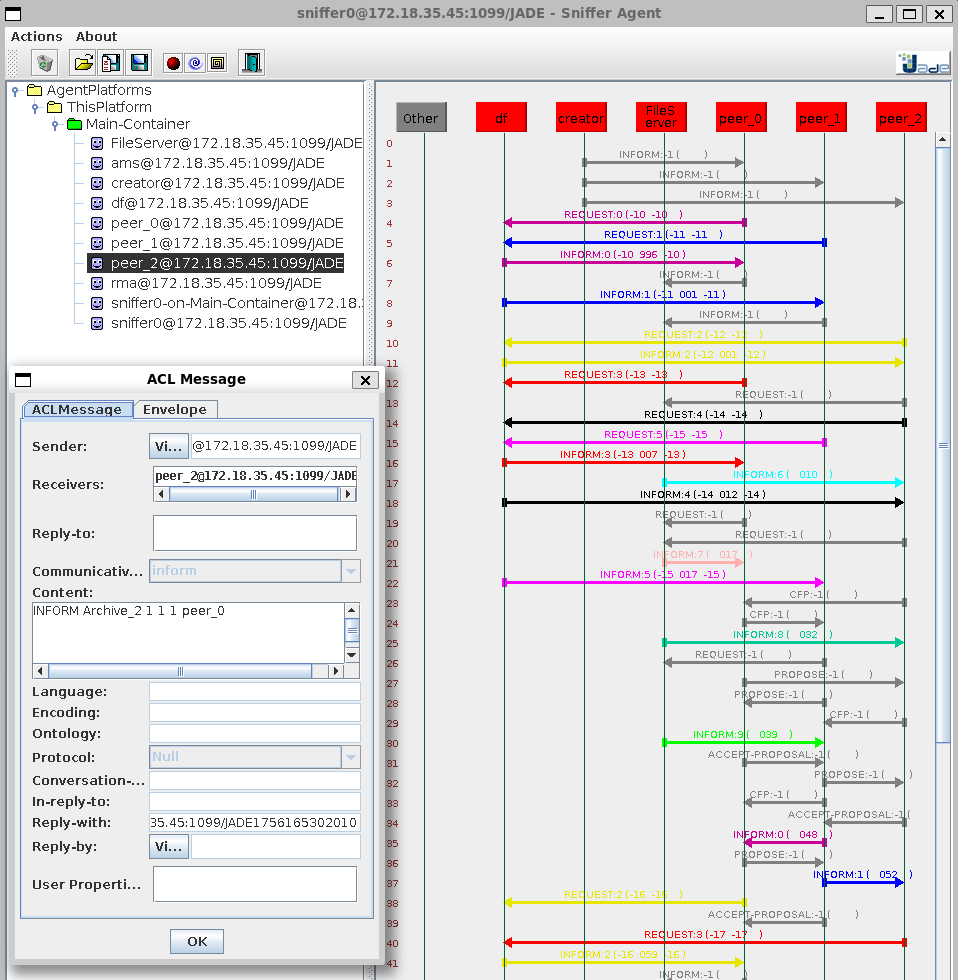 sniffer0@172.18.35.45:1099/JADE - Sniffer Agent
Actions About
Jade
AgentPlatforms
ThisPlatform
Main-Container
FileServer@172.18.35.45:1099/JADE
ams@172.18.35.45:1099/JADE
creator@172.18.35.45:1099/JADE
df@172.18.35.45:1099/JADE
peer_0@172.18.35.45:1099/JADE
peer_1@172.18.35.45:1099/JADE
peer_2@172.18.35.45:1099/JADE
rma@172.18.35.45:1099/JADE
sniffer0-on-Main-Container@172.18.
sniffer0@172.18.35.45:1099/JADE
ACL Message
ACLMessage Envelope
Sender: Vi... @172.18.35.45:1099/JADE
Receivers: peer_2@172.18.35.45:1099/JADE
Reply-to:
Communicativ... inform
Content:
INFORM Archive_2 1 1 1 peer_0
Language:
Encoding:
Ontology:
Protocol: Null
Conversation-...
In-reply-to:
Reply-with: 35.45:1099/JADE1756165302010
Reply-by: Vi...
User Properti...
OK
Other df creator FileS
erver peer_0 peer_1 peer_2
0
1 INFORM:-1 ( )
2 INFORM:-1 ( )
3 INFORM:-1 ( )
4 REQUEST:0 (-10 -10 )
5 REQUEST:1 (-11 -11 )
6 INFORM:0 (-10 996 -10 )
7 INFORM:-1 ( )
8 INFORM:1 (-11 001 -11 )
9 INFORM:-1 ( )
10 REQUEST:2 (-12 -12 )
11 INFORM:2 (-12 001 -12 )
12 REQUEST:3 (-13 -13 )
13 REQUEST:-1 ( )
14 REQUEST:4 (-14 -14 )
15 REQUEST:5 (-15 -15 )
16 INFORM:3 (-13 007 -13 )
17 INFORM:6 ( 010 )
18 INFORM:4 (-14 012 -14 )
19 REQUEST:-1 ( )
20 REQUEST:-1 ( )
21 INFORM:7 ( 017 )
22 INFORM:5 (-15 017 -15 )
23 CFP:-1 ( )
24 CFP:-1 ( )
25 INFORM:8 ( 032 )
26 REQUEST:-1 ( )
27 PROPOSE:-1 ( )
28 PROPOSE:-1 ( )
29 CFP:-1 ( )
30 INFORM:9 ( 039 )
31 ACCEPT-PROPOSAL:-1 ( )
32 PROPOSE:-1 ( )
33 CFP:-1 ( )
34 ACCEPT-PROPOSAL:-1 (
35 INFORM:0 ( 048 )
36 PROPOSE:-1 ( )
37 INFORM:1 ( 052 )
38 REQUEST:2 (-16 -16 )
39 ACCEPT-PROPOSAL:-1 ( )
40 REQUEST:3 (-17 -17 )
41 INFORM:2 (-16 059 -16 )
INFORM:-1 ( )